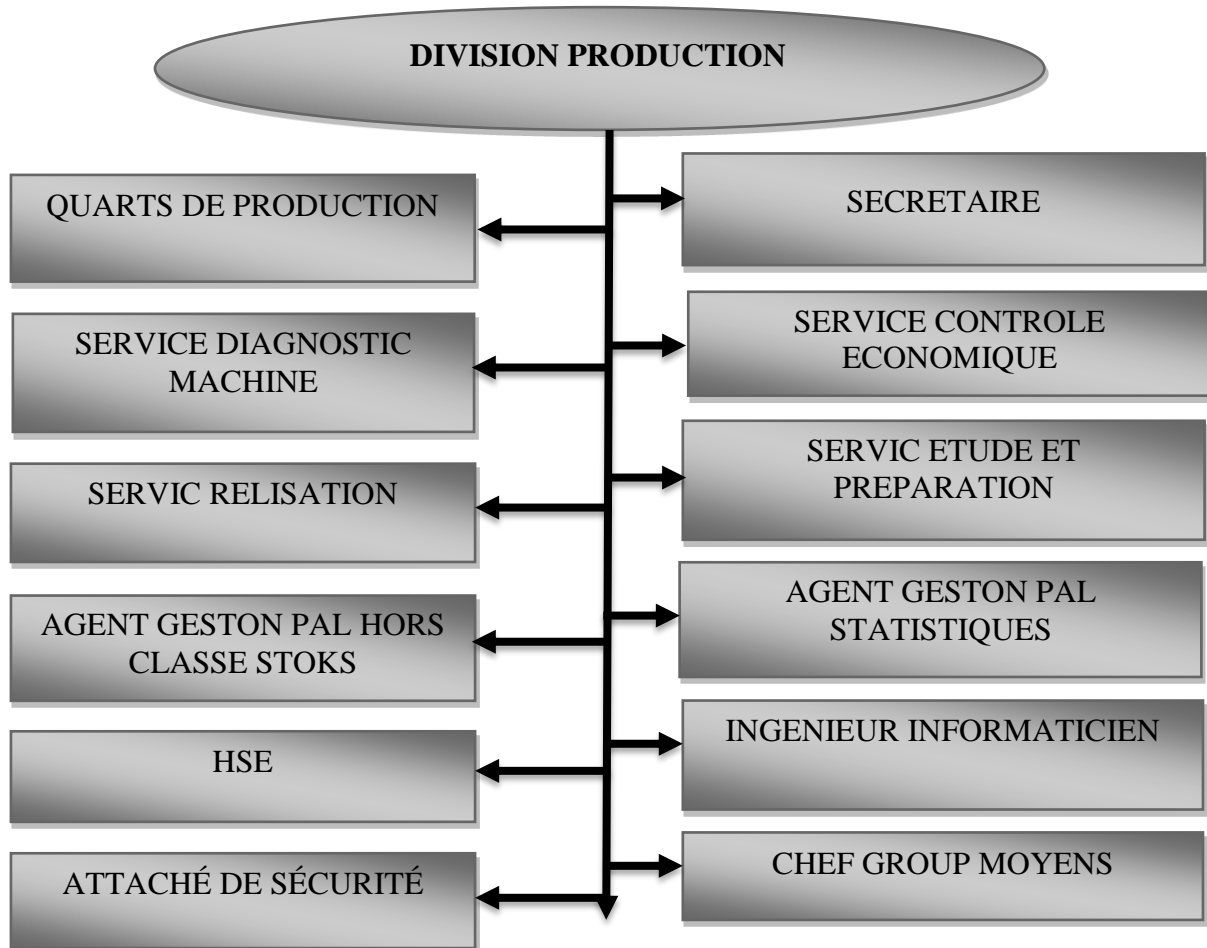 DIVISION PRODUCTION
QUARTS DE PRODUCTION
SECRETAIRE
SERVICE DIAGNOSTIC
MACHINE
SERVICE CONTROLE
ECONOMIQUE
SERVIC RELISATION
SERVIC ETUDE ET
PREPARATION
AGENT GESTON PAL HORS
CLASSE STOKS
AGENT GESTON PAL
STATISTIQUES
HSE
INGENIEUR INFORMATICIEN
ATTACHÉ DE SÉCURITÉ
CHEF GROUP MOYENS